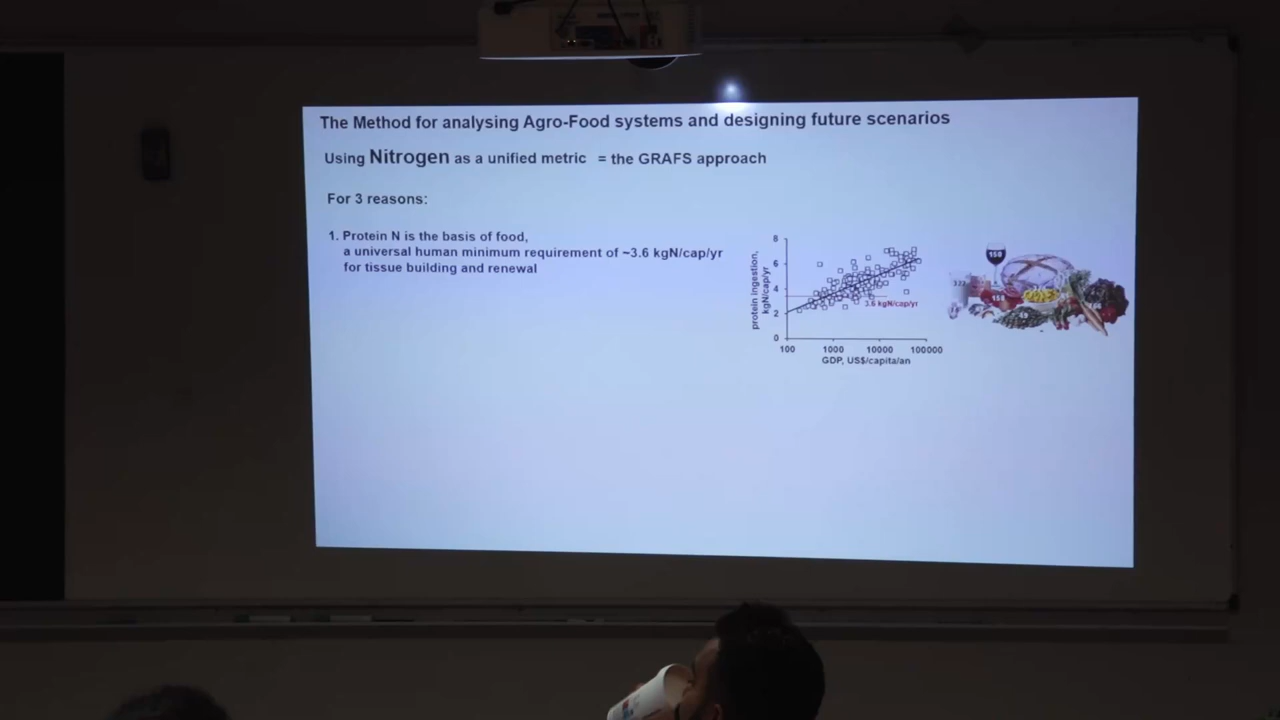 The Method for analysing Agro-Food systems and designing future scenarios
Using Nitrogen as a unified metric = the GRAFS approach
For 3 reasons:
1. Protein N is the basis of food,
a universal human minimum requirement of ~3.6 kgN/cap/yr
for tissue building and renewal
protein ingestion,
kgN/cap/yr
8
6
4
2
0
3.6 kgN/cap/yr
100 1000 10000 100000
GDP, US$/capita/an
150
322
158